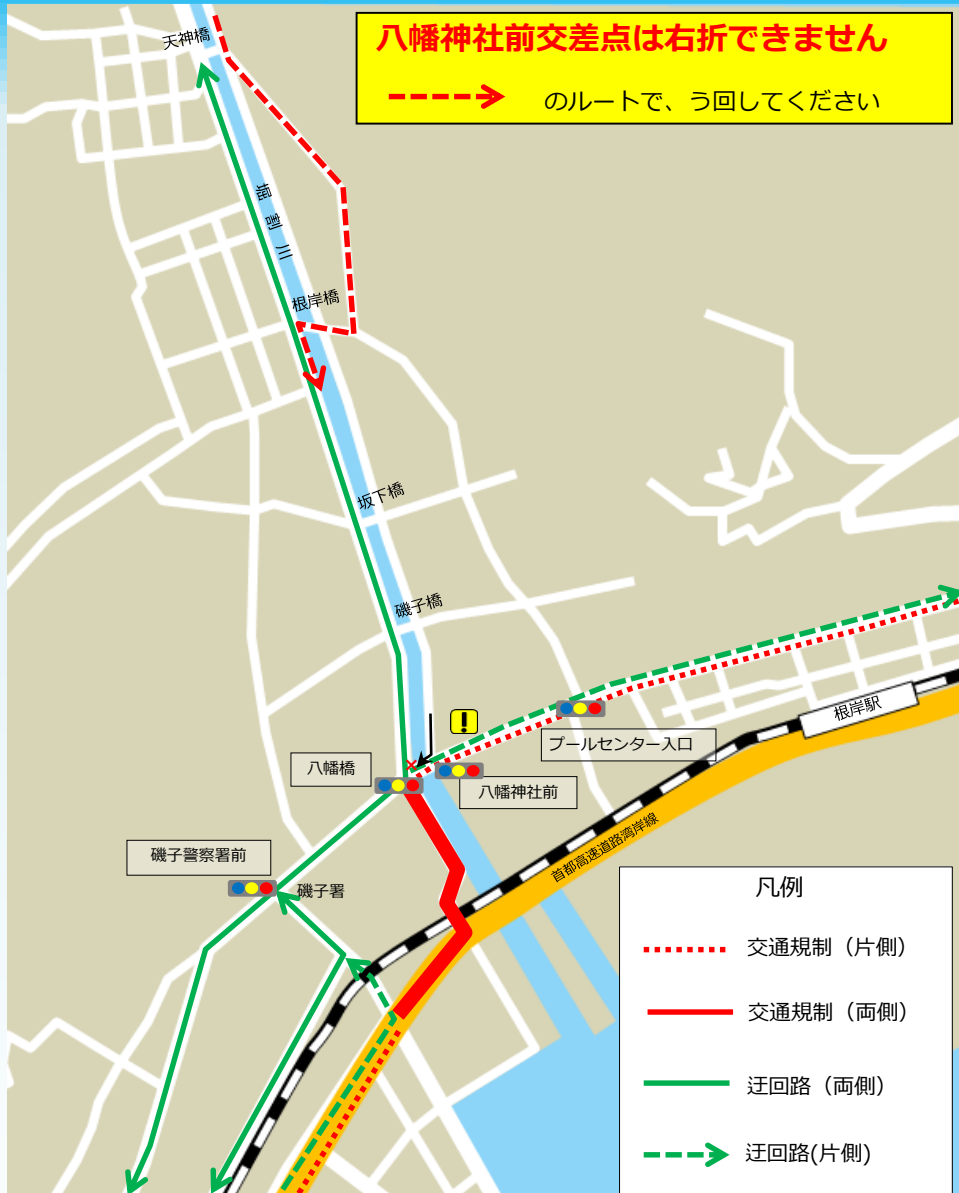 八幡神社前交差点は右折できません
のルートで、う回してください
天神橋
堀割川
根岸橋
坂下橋
磯子橋
!
根岸駅
プールセンター入口
八幡橋
八幡神社前
首都高速道路湾岸線
磯子警察署前
磯子署
凡例
交通規制（片側）
交通規制（両側）
迂回路（両側）
迂回路(片側)